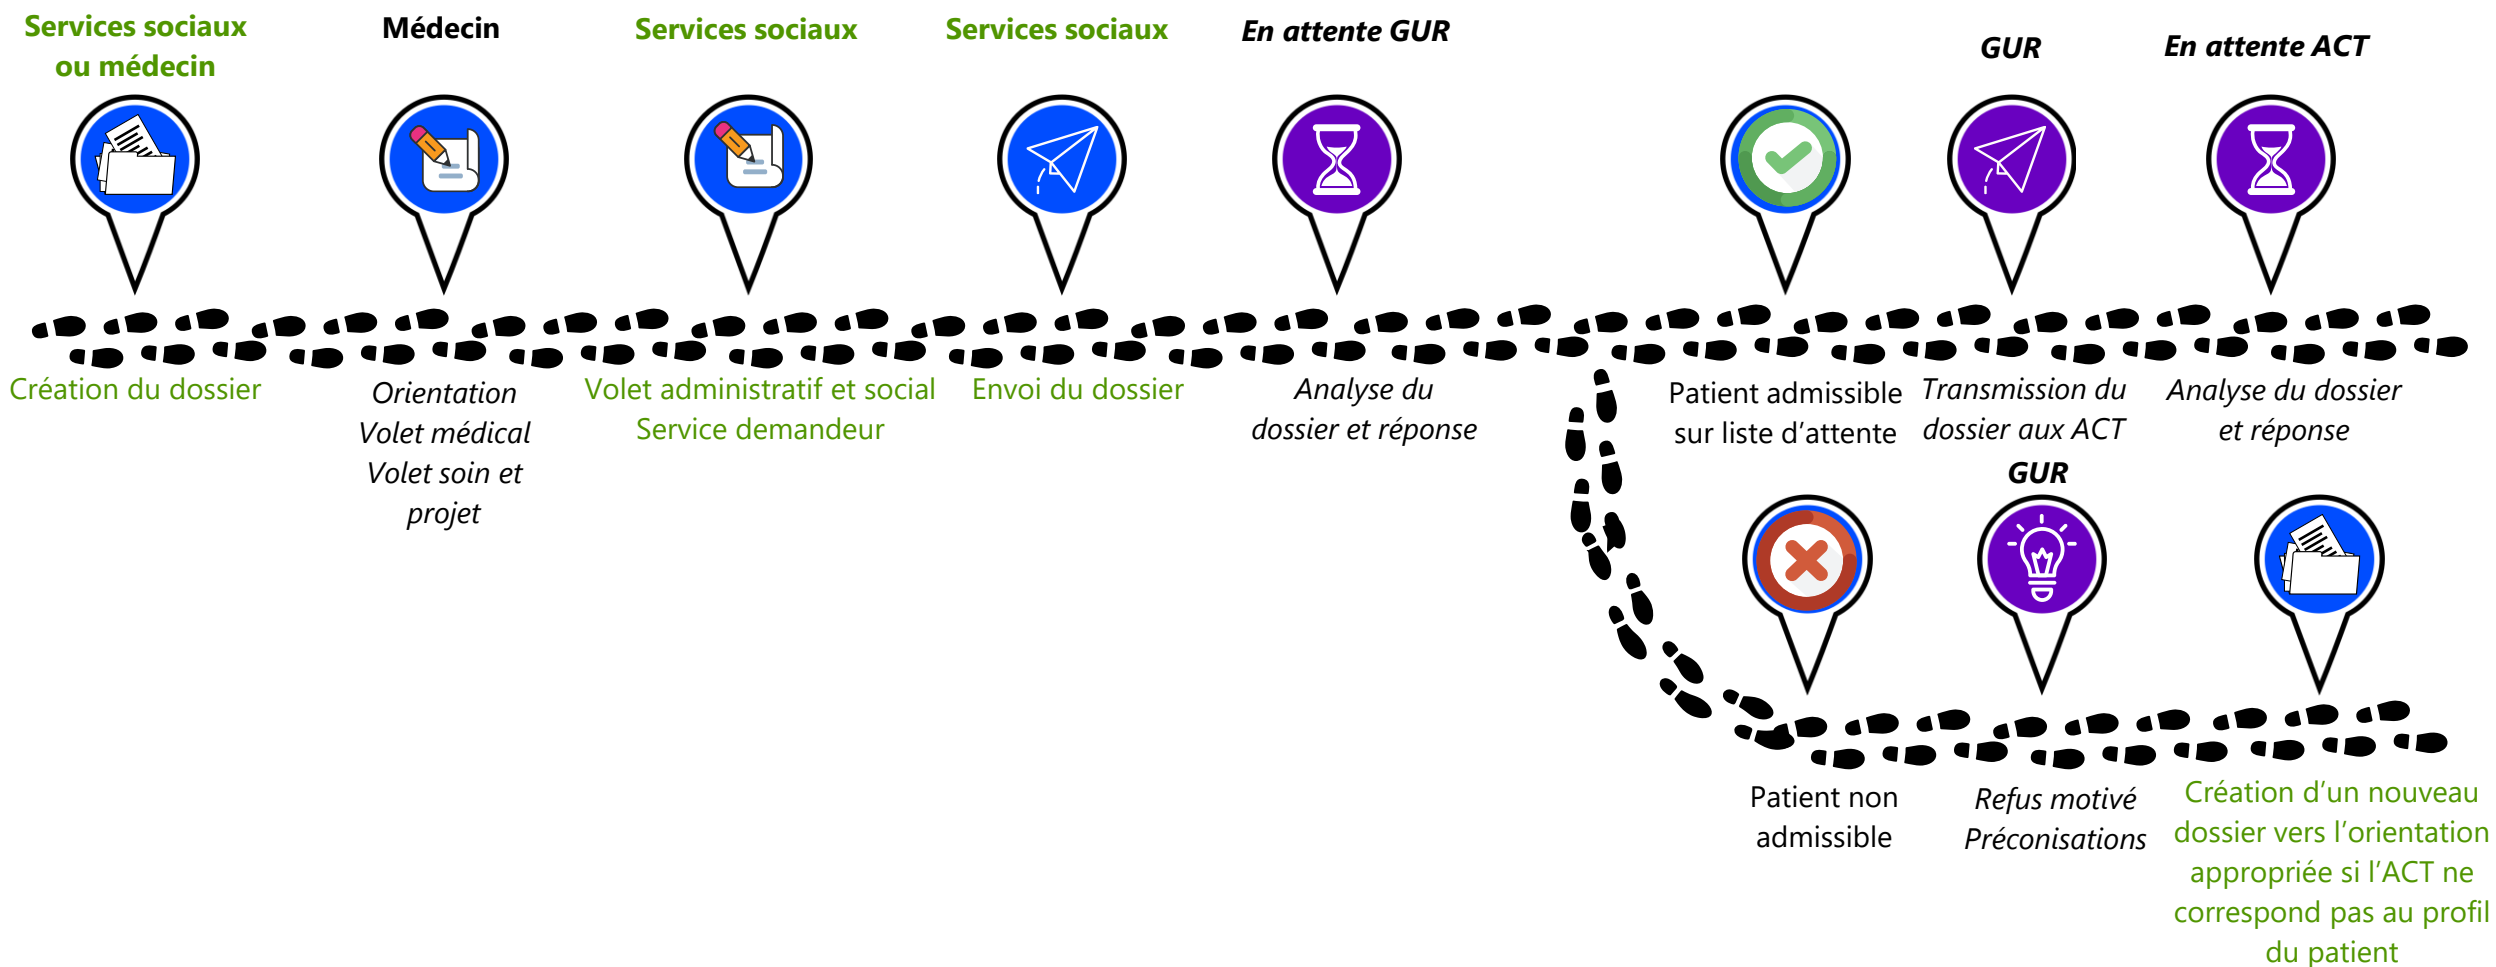 Services sociaux
ou médecin
Médecin
Services sociaux
Services sociaux
En attente GUR
GUR
En attente ACT
Création du dossier
Orientation
Volet médical
Volet soin et
projet
Volet administratif et social
Service demandeur
Envoi du dossier
Analyse du
dossier et réponse
Patient admissible
sur liste d’attente
Transmission du
dossier aux ACT
Analyse du dossier
et réponse
GUR
Patient non
admissible
Refus motivé
Préconisations
Création d’un nouveau
dossier vers l’orientation
appropriée si l’ACT ne
correspond pas au profil
du patient